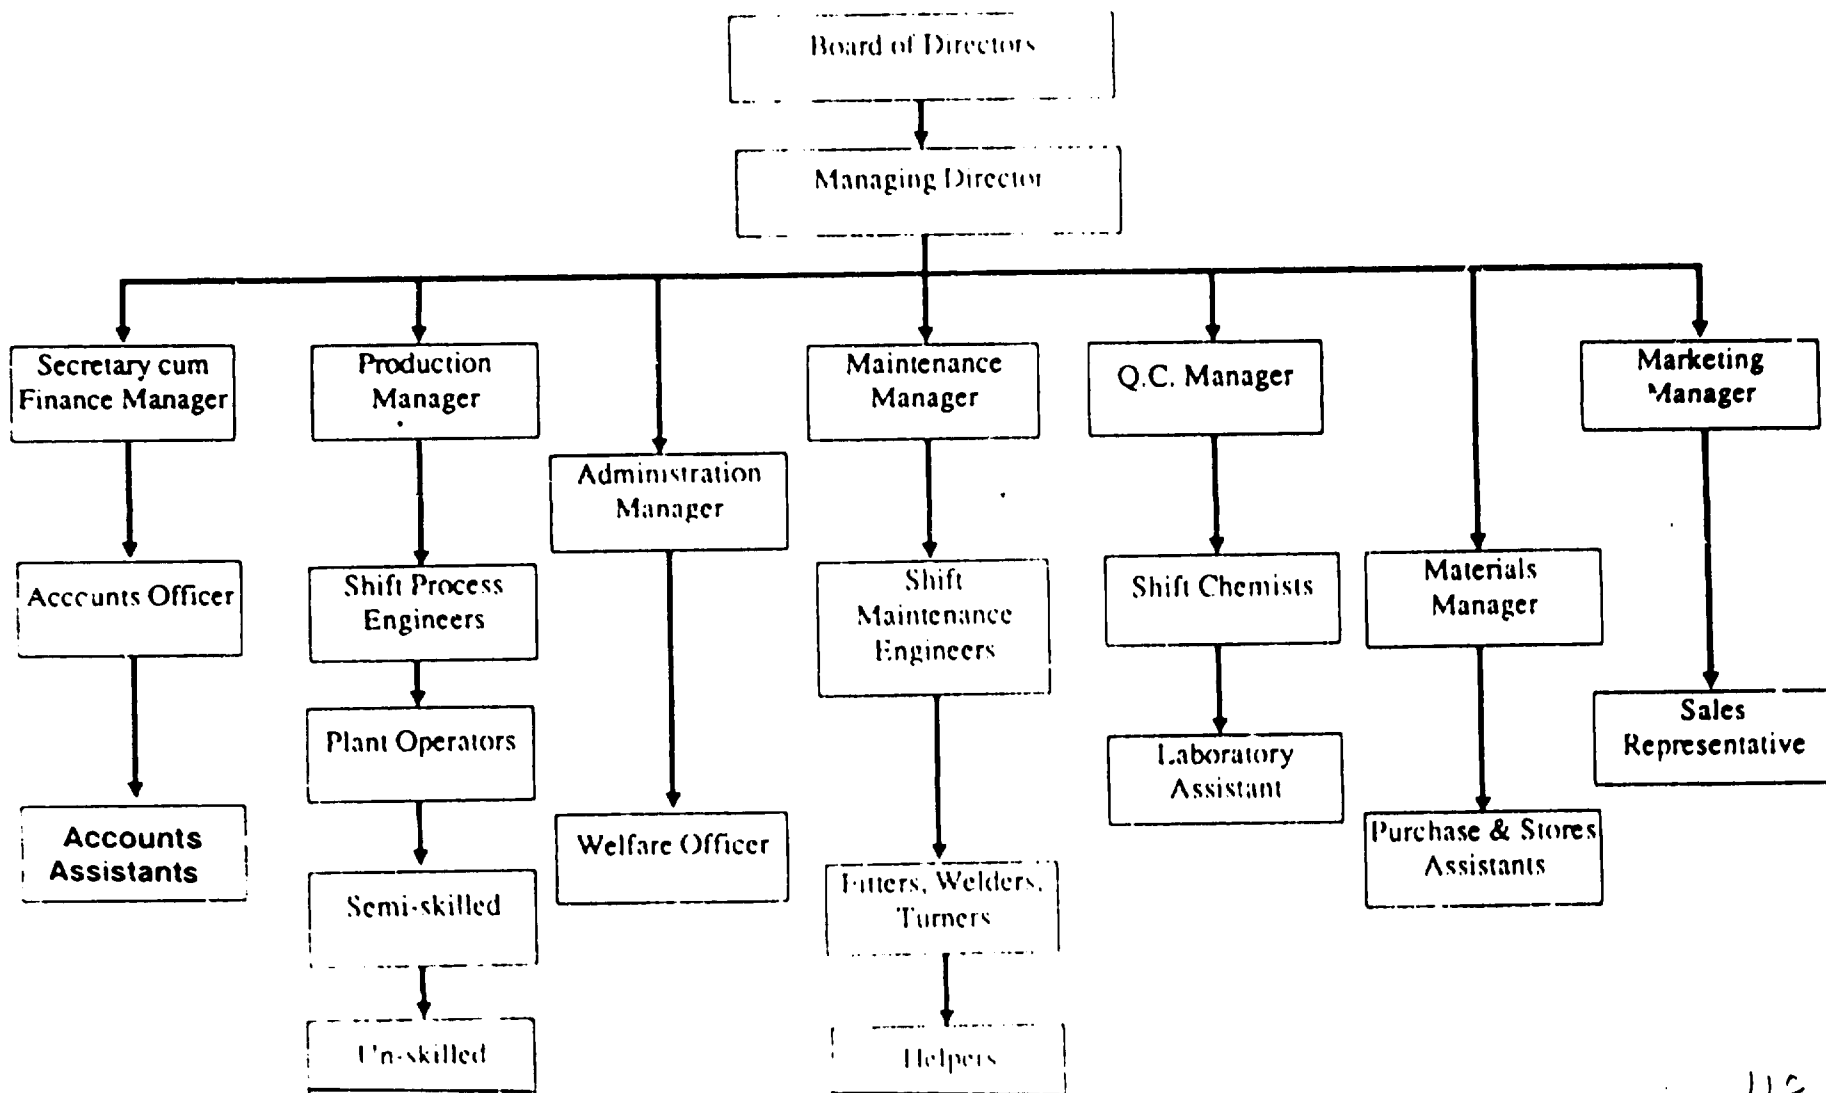 Board of Directors
Managing Director
Secretary cum
Finance Manager
Production
Manager
Administration
Manager
Maintenance
Manager
Q.C. Manager
Materials
Manager
Marketing
Manager
Accounts Officer
Shift Process
Engineers
Shift
Maintenance
Engineers
Shift Chemists
Sales
Representative
Plant Operators
Laboratory
Assistant
Accounts
Assistants
Welfare Officer
Purchase & Stores
Assistants
Semi-skilled
Fitters, Welders,
Turners
Un-skilled
Helpers